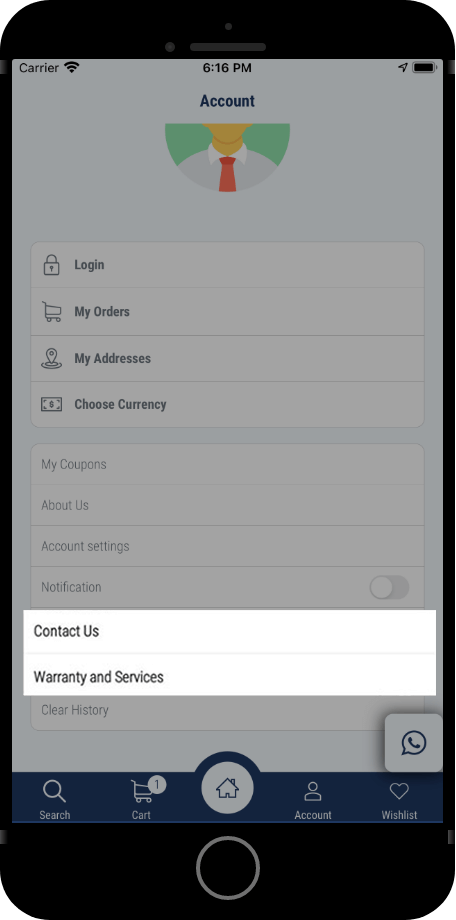 Carrier 6:16 PM
Account
Login
My Orders
My Addresses
$
Choose Currency
My Coupons
About Us
Account settings
Notification
Contact Us
Warranty and Services
Clear History
1
Search Cart Account Wishlist